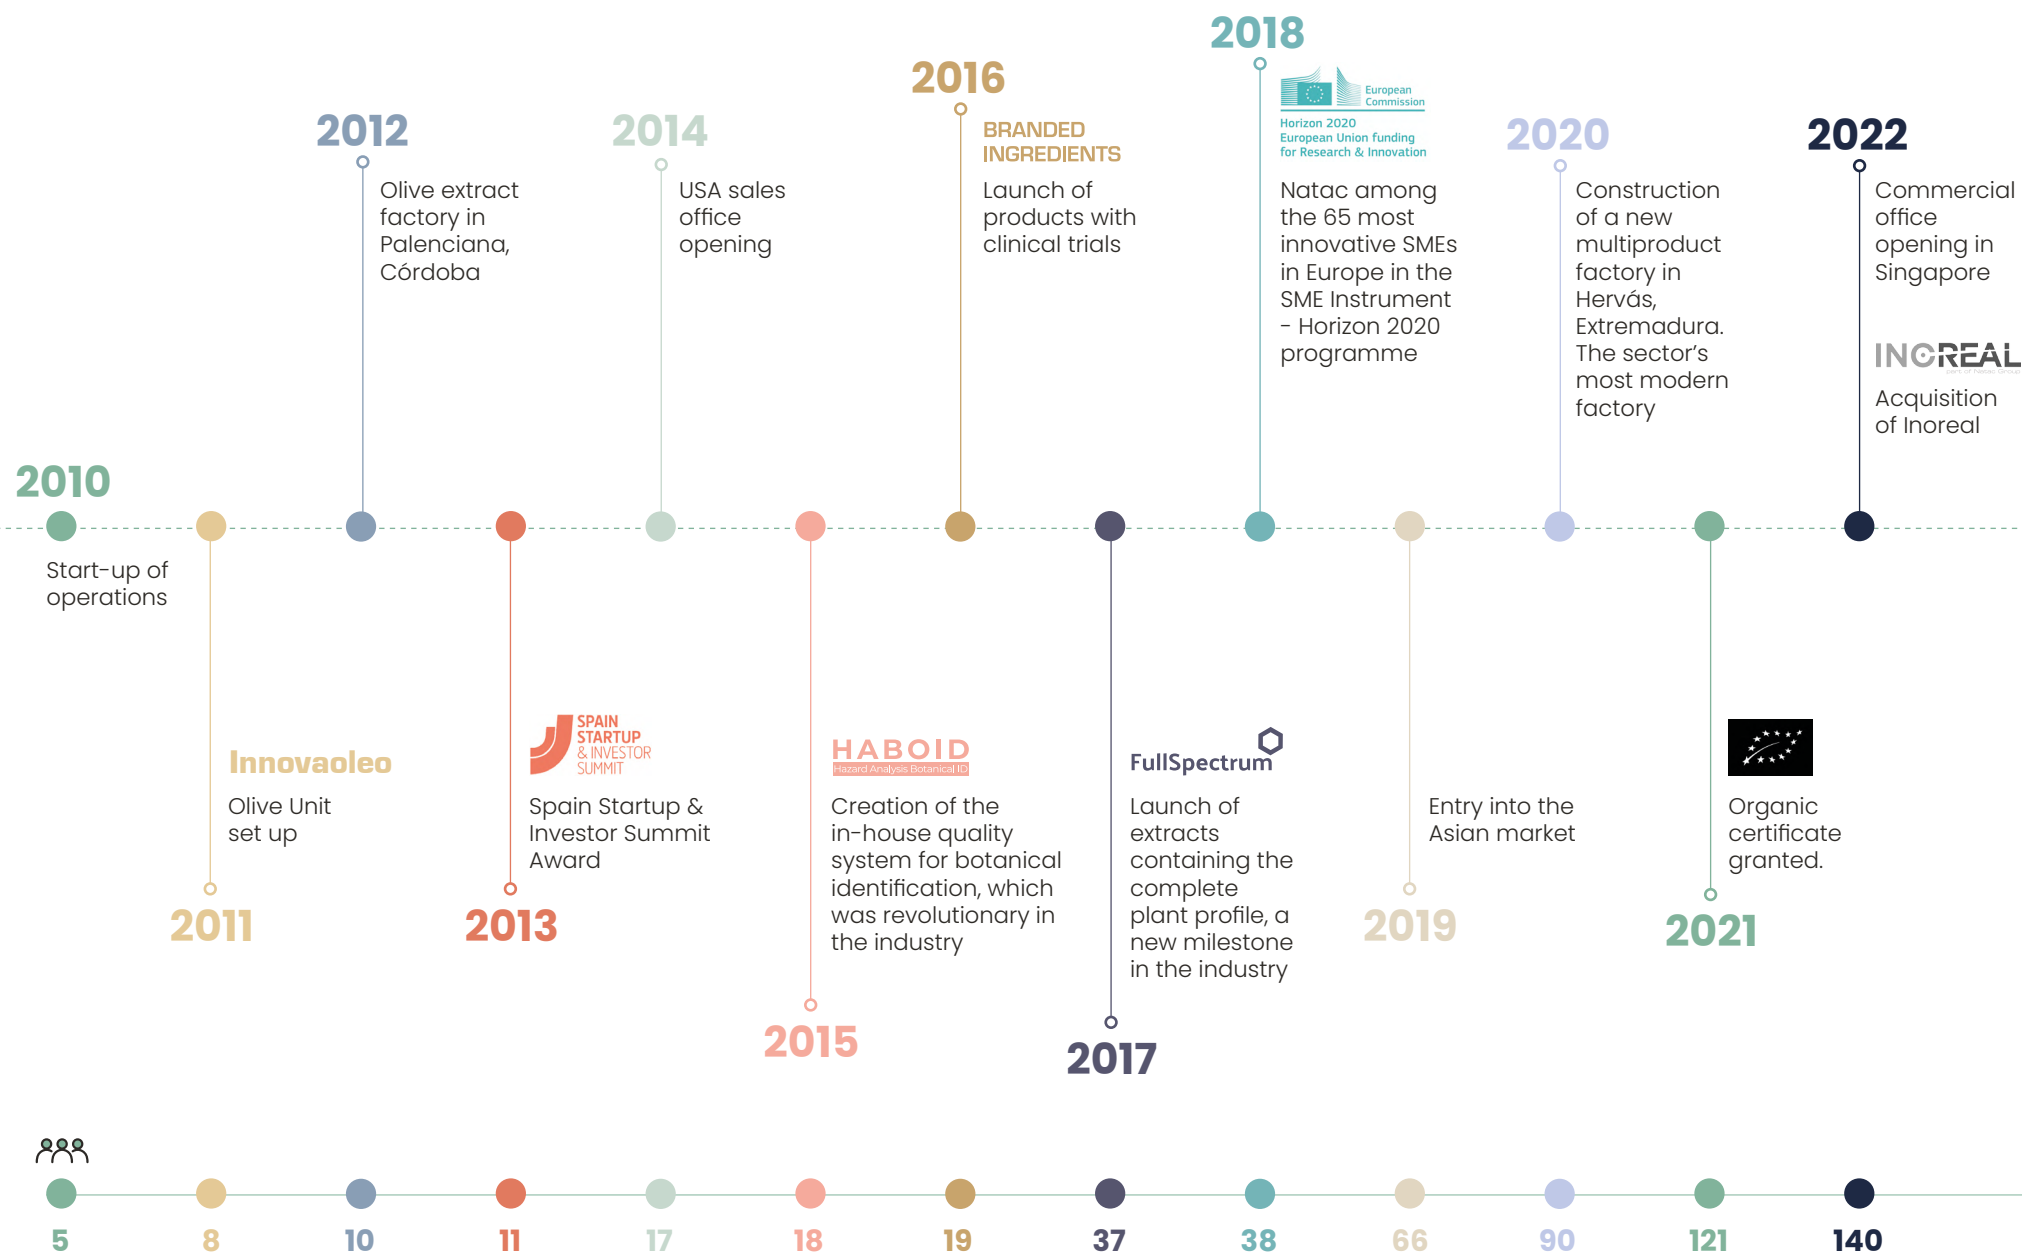 2010
Start-up of
operations
Innovaoleo
Olive Unit
set up
2011
2012
Olive extract
factory in
Palenciana,
Córdoba
SPAIN
STARTUP
& INVESTOR
SUMMIT
Spain Startup &
Investor Summit
Award
2013
2014
USA sales
office
opening
HABOID
Hazard Analysis Botanical ID
Creation of the
in-house quality
system for botanical
identification, which
was revolutionary in
the industry
2015
2016
BRANDED
INGREDIENTS
Launch of
products with
clinical trials
FullSpectrum
Launch of
extracts
containing the
complete
plant profile, a
new milestone
in the industry
2017
2018
European
Commission
Horizon 2020
European Union funding
for Research & Innovation
Natac among
the 65 most
innovative SMEs
in Europe in the
SME Instrument
- Horizon 2020
programme
Entry into the
Asian market
2019
2020
Construction
of a new
multiproduct
factory in
Hervás,
Extremadura.
The sector's
most modern
factory
Organic
certificate
granted.
2021
2022
Commercial
office
opening in
Singapore
INOREAL
part of Natac Group
Acquisition
of Inoreal
5
8
10
11
17
18
19
37
38
66
90
121
140